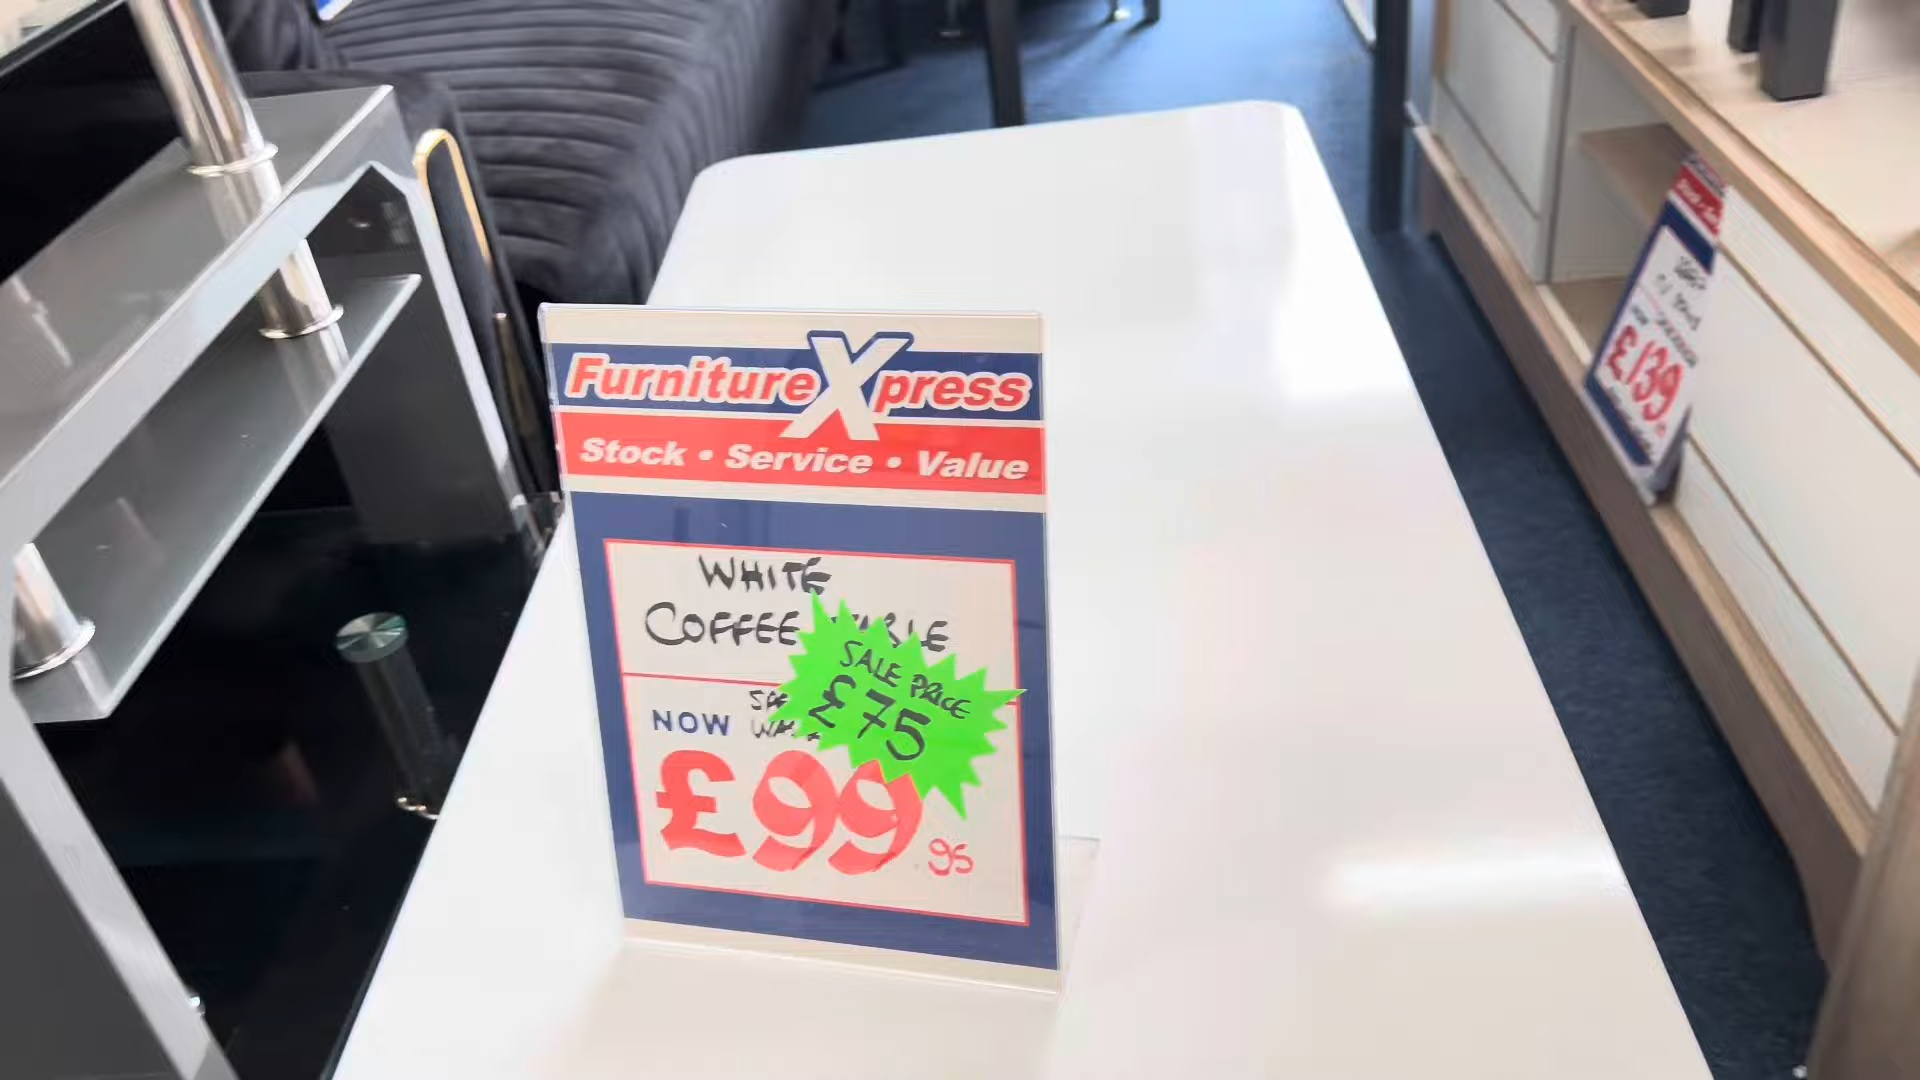 FurnitureXpress
Stock • Service • Value
WHITE
COFFEE
SALE PRICE
£75
NOW
£99.95
£139